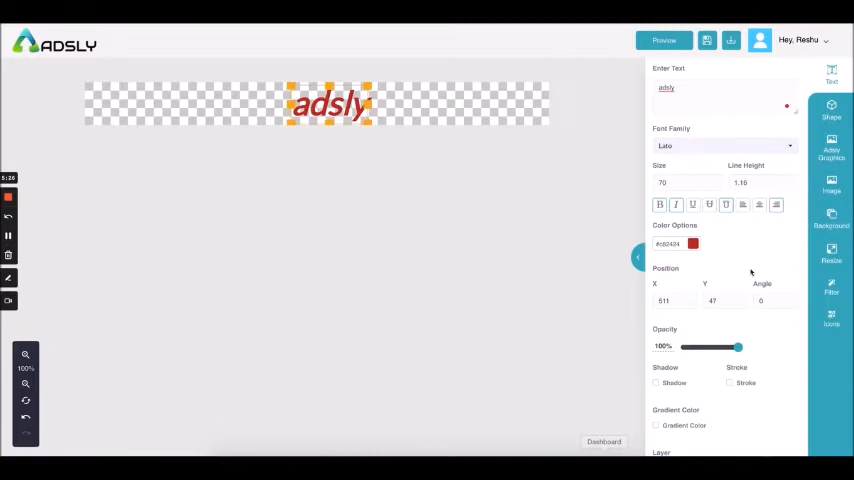 ADSLY
Preview
Hey, Reshu
adsly
Enter Text
adsly
Font Family
Lato
Size
Line Height
70
1.16
B I U U U
Color Options
#c82424
Position
X
Y
Angle
511
47
0
Opacity
100%
Shadow
Stroke
Shadow
Stroke
Gradient Color
Gradient Color
Layer
Text
Shape
Adsly
Graphics
Image
Background
Resize
Filter
Icons
5:26
100%
Dashboard